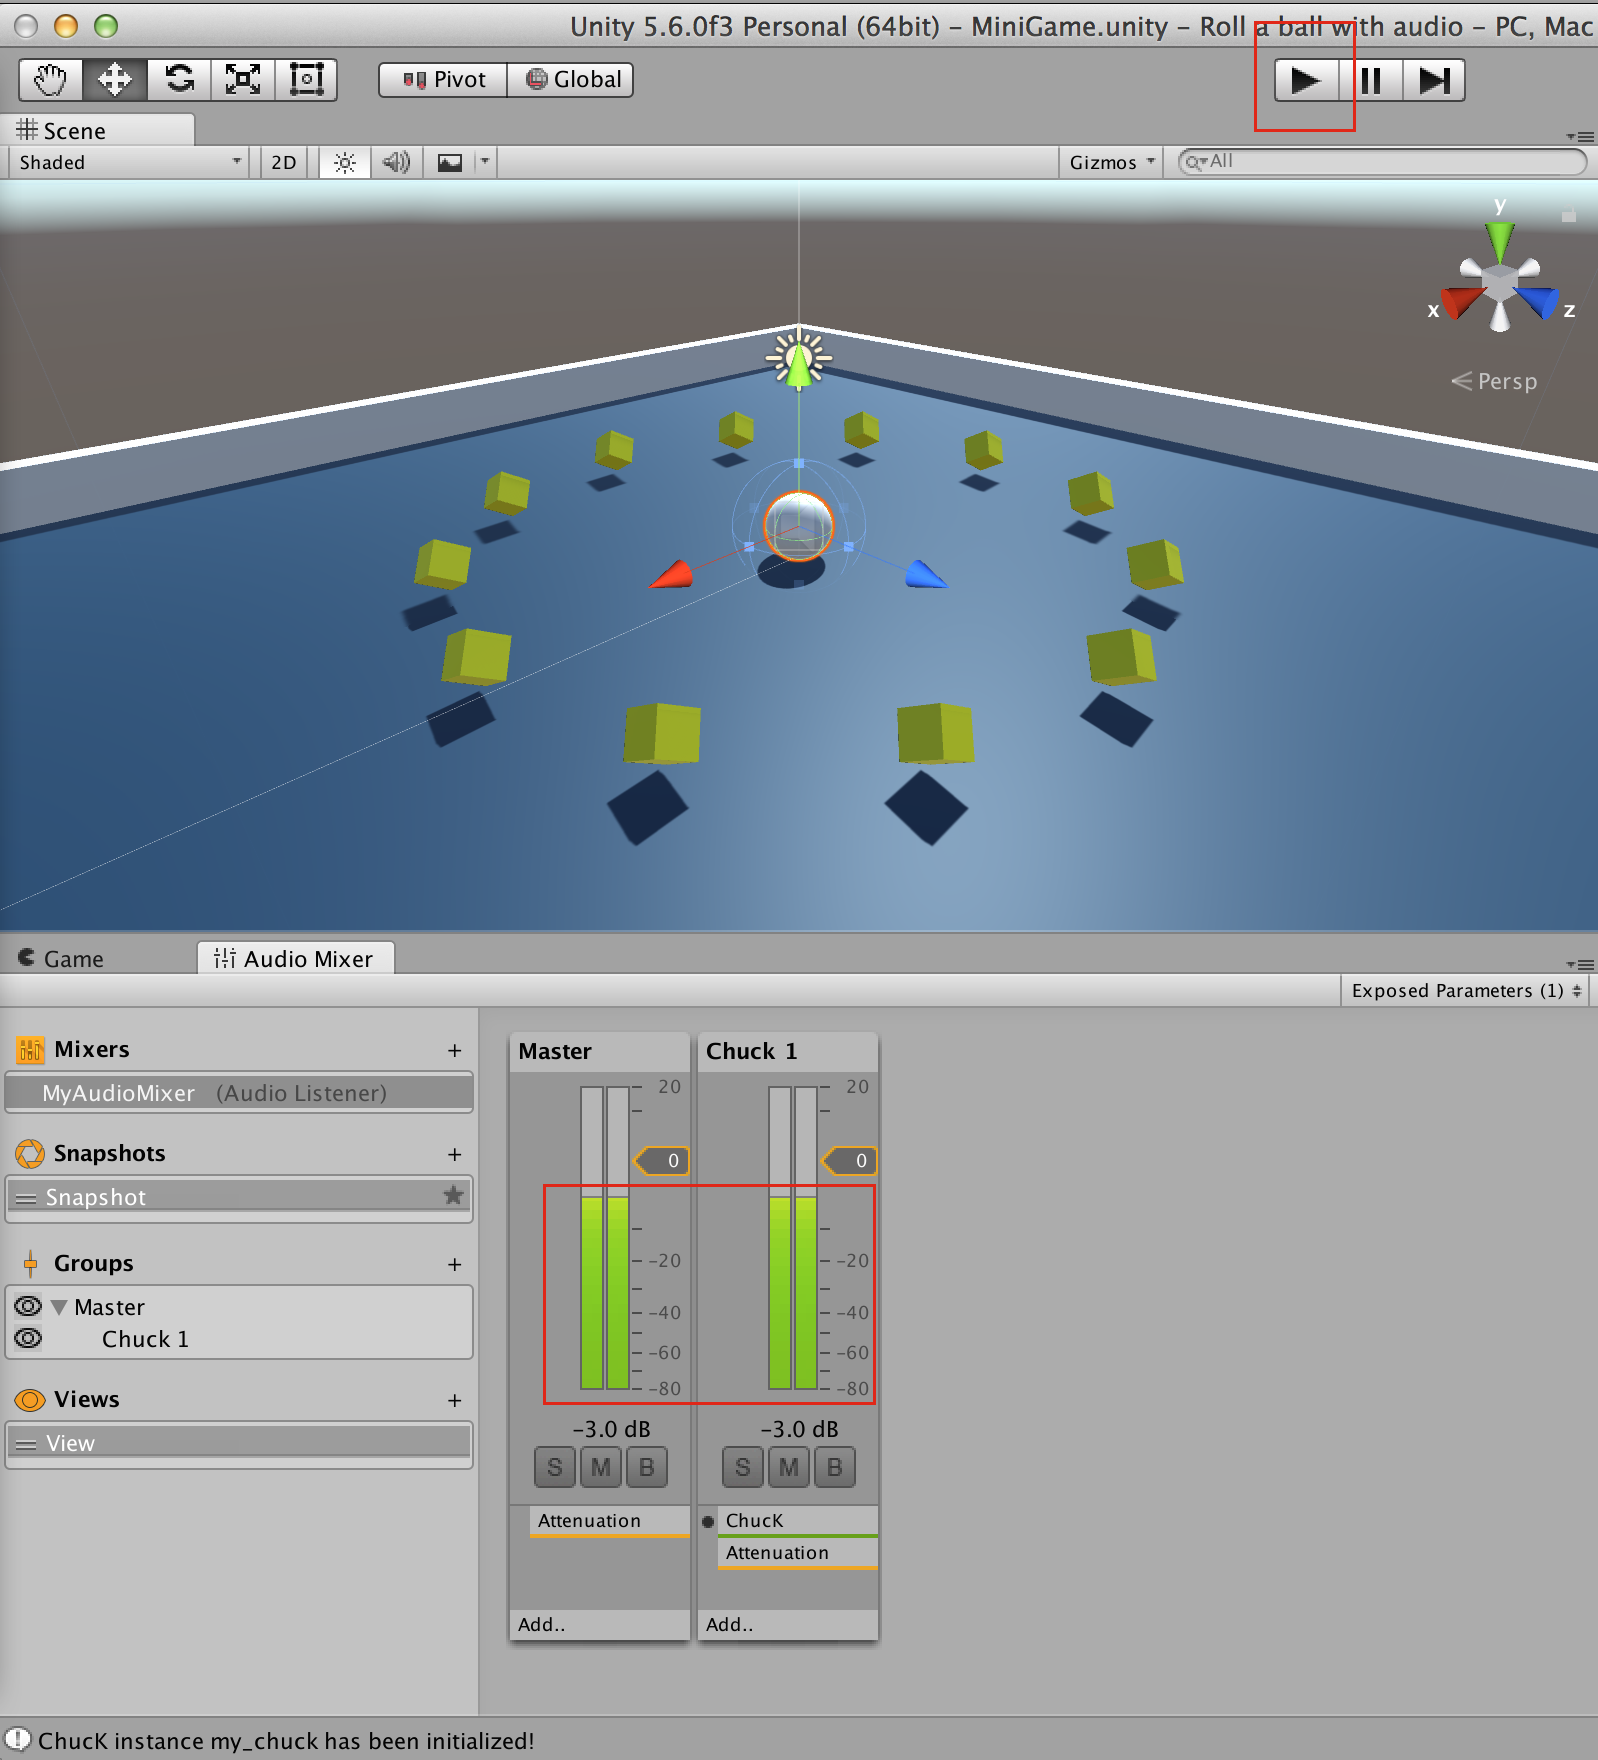 Unity 5.6.0f3 Personal (64bit) – MiniGame.unity – Roll a ball with audio – PC, Mac
Pivot Global
Scene
Shaded 2D Gizmos All
y
x z
Persp
Game Audio Mixer
Exposed Parameters (1)
Mixers +
MyAudioMixer (Audio Listener)
Snapshots +
Snapshot
Groups +
Master
Chuck 1
Views +
View
Master
20
0
-20
-40
-60
-80
-3.0 dB
S M B
Attenuation
Add..
Chuck 1
20
0
-20
-40
-60
-80
-3.0 dB
S M B
ChucK
Attenuation
Add..
ChucK instance my_chuck has been initialized!